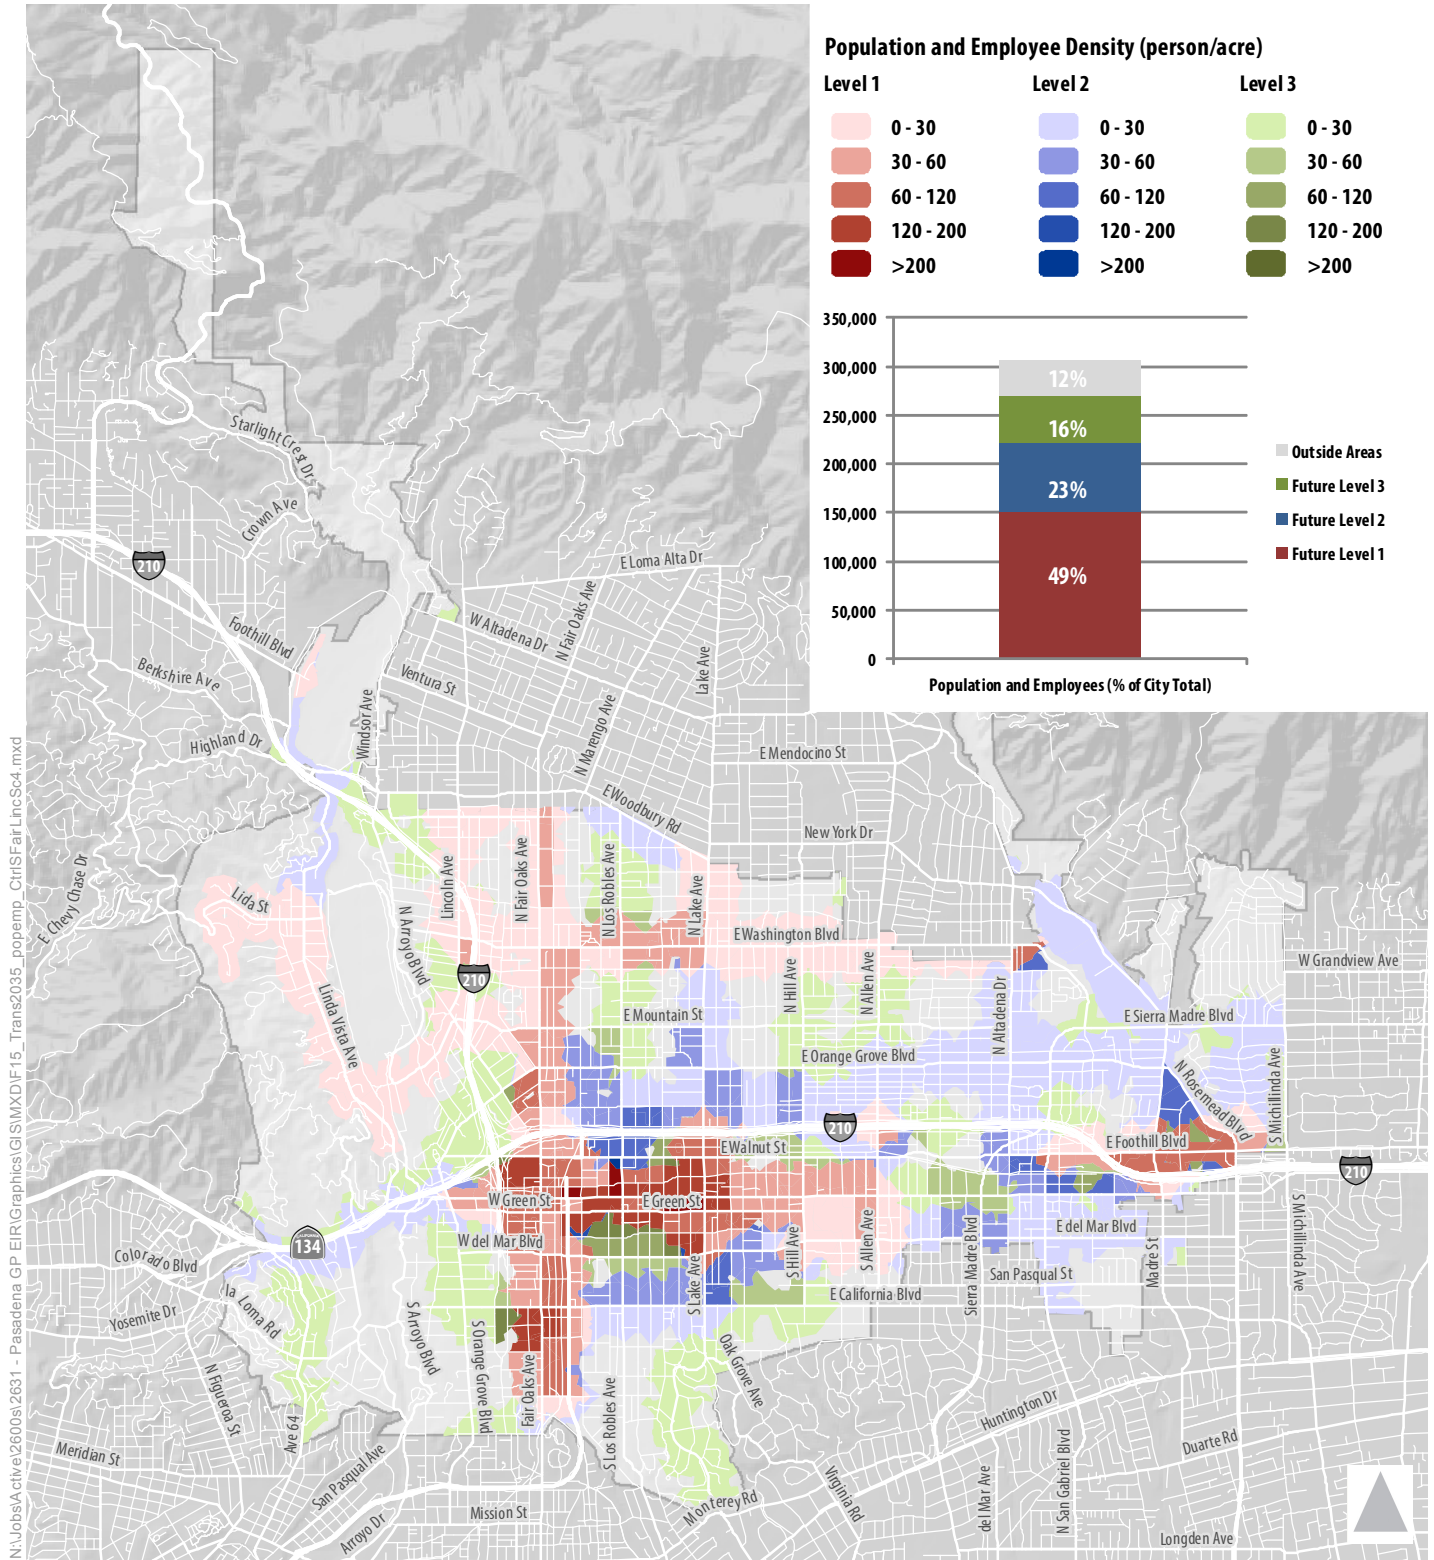 Population and Employee Density (person/acre)
Level 1 Level 2 Level 3
0 - 30 0 - 30 0 - 30
30 - 60 30 - 60 30 - 60
60 - 120 60 - 120 60 - 120
120 - 200 120 - 200 120 - 200
>200 >200 >200
350,000
300,000
250,000
200,000
150,000
100,000
50,000
0
12%
16%
23%
49%
Outside Areas
Future Level 3
Future Level 2
Future Level 1
Population and Employees (% of City Total)
Starlight Crest Dr
Crown Ave
210
E Loma Alta Dr
Foothill Blvd
W Altadena Dr
N Fair Oaks Ave
Berkshire Ave
Ventura St
Lake Ave
Windsor Ave
N Marengo Ave
Highland Dr
E Mendocino St
E Woodbury Rd
New York Dr
E Chevy Chase Dr
Lida St
Lincoln Ave
N Fair Oaks Ave
N Los Robles Ave
N Lake Ave
N Arroyo Blvd
E Washington Blvd
W Grandview Ave
210
N Hill Ave
N Allen Ave
N Altadena Dr
Linda Vista Ave
E Mountain St
E Sierra Madre Blvd
E Orange Grove Blvd
N Rosemead Blvd
S Michillinda Ave
210
E Walnut St
E Foothill Blvd
210
W Green St
E Green St
134
CALIFORNIA
W del Mar Blvd
E del Mar Blvd
Colorado Blvd
S Hill Ave
S Allen Ave
Sierra Madre Blvd
Madre St
S Michillinda Ave
San Pasqual St
S Lake Ave
E California Blvd
la Loma Rd
Yosemite Dr
S Arroyo Blvd
S Orange Grove Blvd
Fair Oaks Ave
Oak Grove Ave
N Figueroa St
S Los Robles Ave
Huntington Dr
Ave 64
Meridian St
San Pasqual Ave
Duarte Rd
Virginia Rd
del Mar Ave
N San Gabriel Blvd
Monterey Rd
Mission St
Arroyo Dr
Longden Ave
N:\Jobs\Active\2600s\2631 - Pasadena GP EIR\Graphics\GIS\MXD\F15_Trans2035_popemp_CtrlSFairLincSc4.mxd